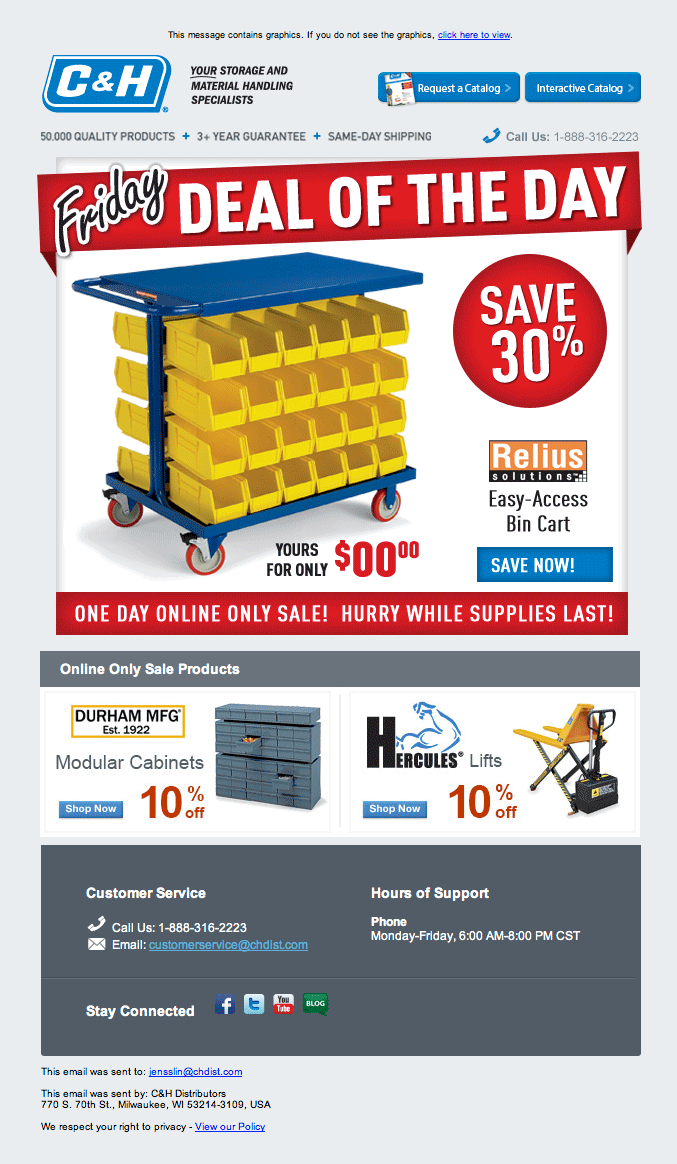 This message contains graphics. If you do not see the graphics, click here to view.
C&H®
YOUR STORAGE AND
MATERIAL HANDLING
SPECIALISTS
Request a Catalog >
Interactive Catalog >
50,000 QUALITY PRODUCTS + 3+ YEAR GUARANTEE + SAME-DAY SHIPPING
Call Us: 1-888-316-2223
Friday DEAL OF THE DAY
SAVE
30%
Relius
solutions™
Easy-Access
Bin Cart
YOURS
FOR ONLY $00⁰⁰
SAVE NOW!
ONE DAY ONLINE ONLY SALE! HURRY WHILE SUPPLIES LAST!
Online Only Sale Products
DURHAM MFG®
Est. 1922
Modular Cabinets
Shop Now
10% off
HERCULES® Lifts
Shop Now
10% off
Customer Service
Call Us: 1-888-316-2223
Email: customerservice@chdist.com
Hours of Support
Phone
Monday-Friday, 6:00 AM-8:00 PM CST
Stay Connected
f
t
You
Tube
BLOG
This email was sent to: jensslin@chdist.com
This email was sent by: C&H Distributors
770 S. 70th St., Milwaukee, WI 53214-3109, USA
We respect your right to privacy - View our Policy